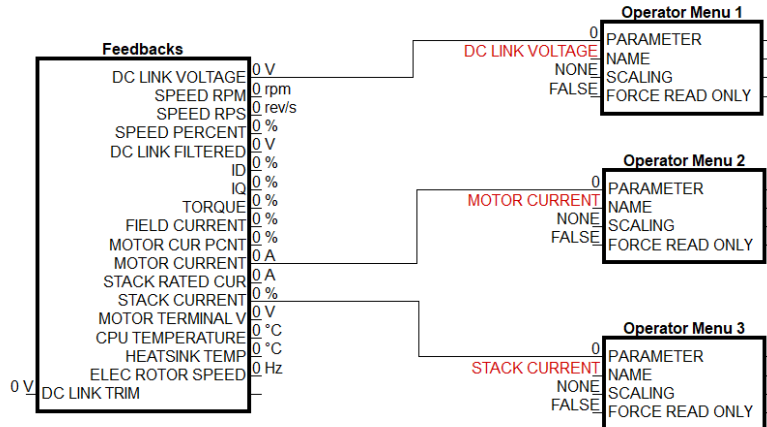 Feedbacks
DC LINK VOLTAGE 0 V
SPEED RPM 0 rpm
SPEED RPS 0 rev/s
SPEED PERCENT 0 %
DC LINK FILTERED 0 V
ID 0 %
IQ 0 %
TORQUE 0 %
FIELD CURRENT 0 %
MOTOR CUR PCNT 0 %
MOTOR CURRENT 0 A
STACK RATED CUR 0 A
STACK CURRENT 0 %
MOTOR TERMINAL V 0 V
CPU TEMPERATURE 0 °C
HEATSINK TEMP 0 °C
ELEC ROTOR SPEED 0 Hz
0 V DC LINK TRIM
Operator Menu 1
0 PARAMETER
DC LINK VOLTAGE NAME
NONE SCALING
FALSE FORCE READ ONLY
Operator Menu 2
0 PARAMETER
MOTOR CURRENT NAME
NONE SCALING
FALSE FORCE READ ONLY
Operator Menu 3
0 PARAMETER
STACK CURRENT NAME
NONE SCALING
FALSE FORCE READ ONLY